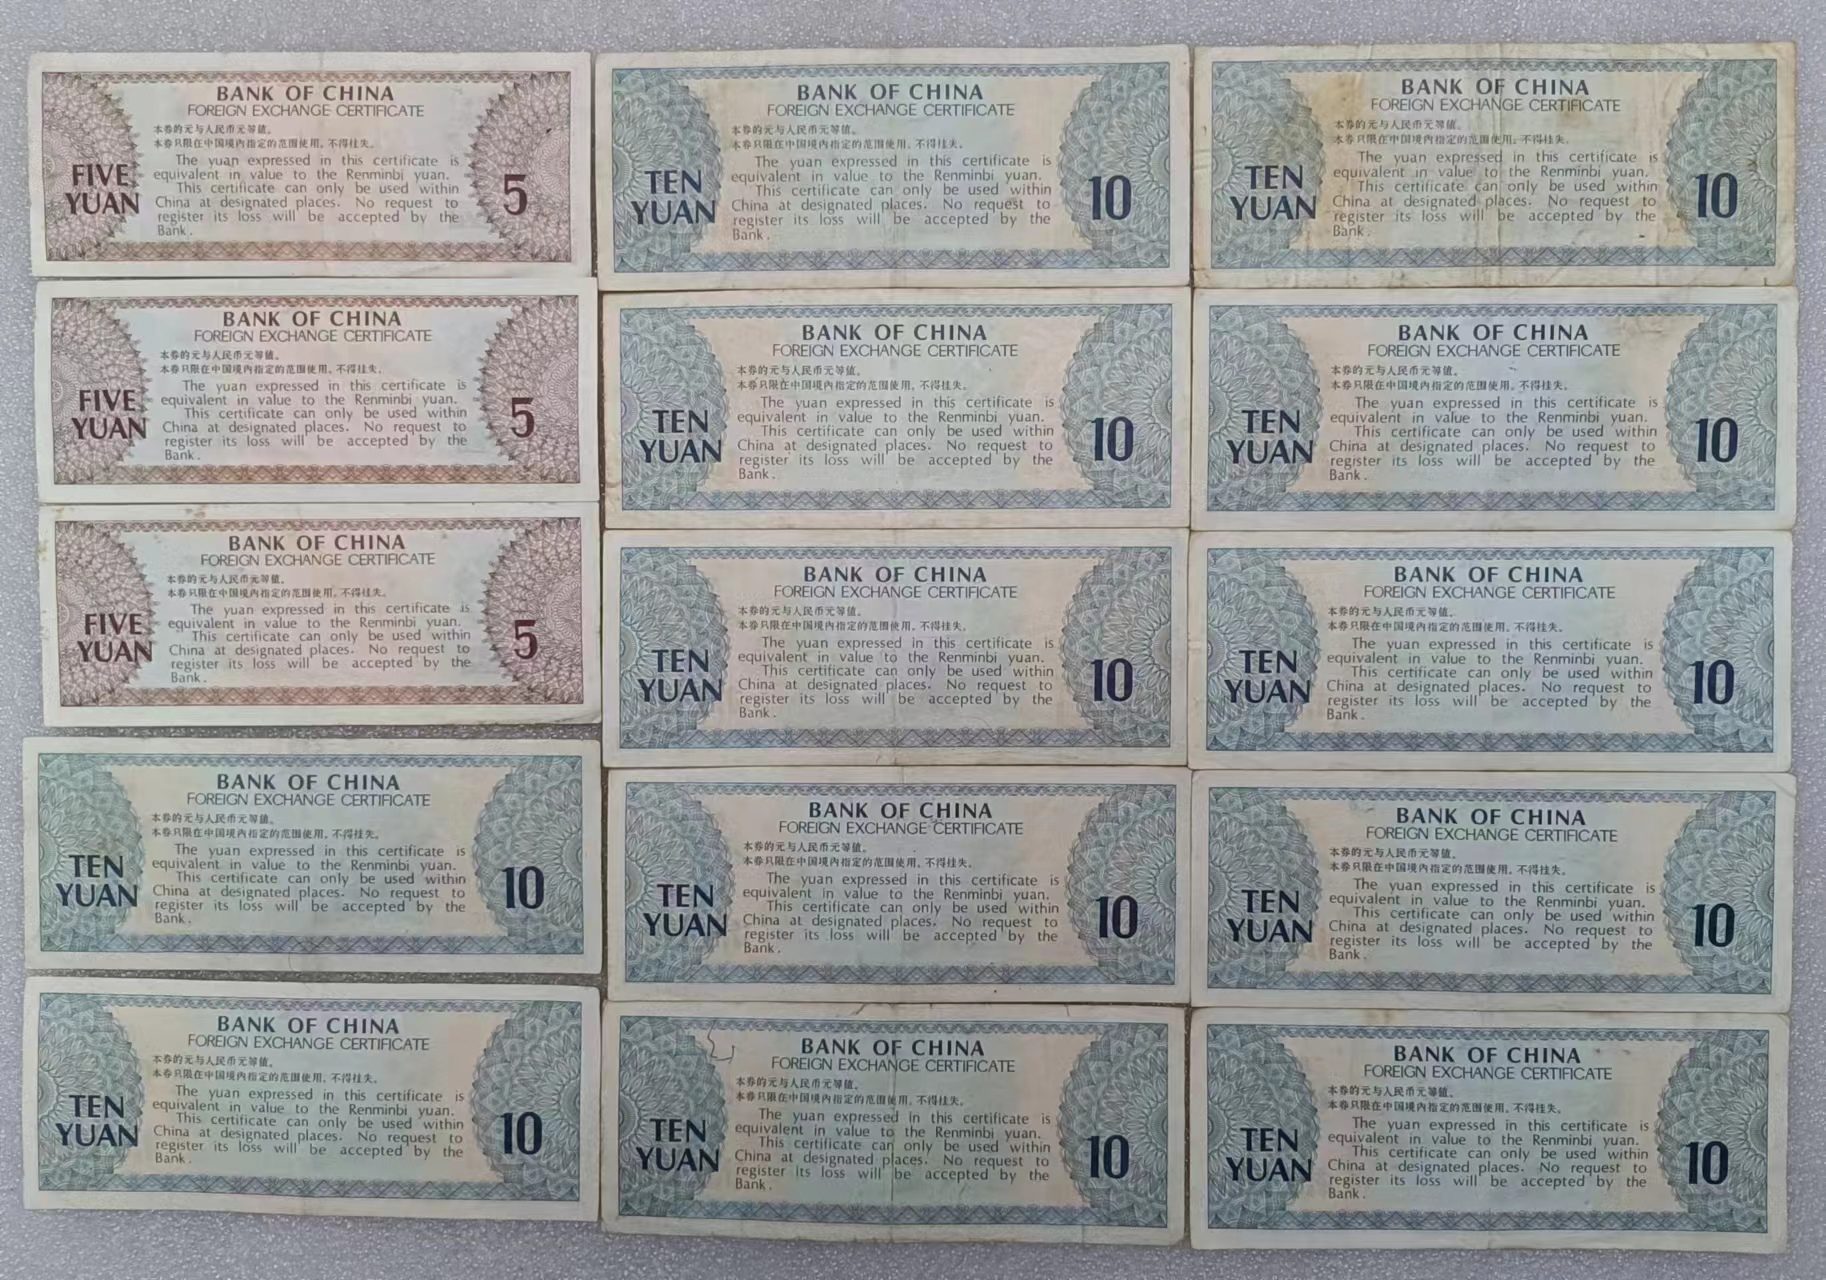 BANK OF CHINA
FOREIGN EXCHANGE CERTIFICATE
本券的元与人民币元等值。
本券只限在中国境内指定的范围使用，不得挂失。
The yuan expressed in this certificate is
equivalent in value to the Renminbi yuan.
This certificate can only be used within
China at designated places. No request to
register its loss will be accepted by the
Bank.
FIVE
YUAN
5
BANK OF CHINA
FOREIGN EXCHANGE CERTIFICATE
本券的元与人民币元等值。
本券只限在中国境内指定的范围使用，不得挂失。
The yuan expressed in this certificate is
equivalent in value to the Renminbi yuan.
This certificate can only be used within
China at designated places. No request to
register its loss will be accepted by the
Bank.
FIVE
YUAN
5
BANK OF CHINA
FOREIGN EXCHANGE CERTIFICATE
本券的元与人民币元等值。
本券只限在中国境内指定的范围使用，不得挂失。
The yuan expressed in this certificate is
equivalent in value to the Renminbi yuan.
This certificate can only be used within
China at designated places. No request to
register its loss will be accepted by the
Bank.
FIVE
YUAN
5
BANK OF CHINA
FOREIGN EXCHANGE CERTIFICATE
本券的元与人民币元等值。
本券只限在中国境内指定的范围使用，不得挂失。
The yuan expressed in this certificate is
equivalent in value to the Renminbi yuan.
This certificate can only be used within
China at designated places. No request to
register its loss will be accepted by the
Bank.
TEN
YUAN
10
BANK OF CHINA
FOREIGN EXCHANGE CERTIFICATE
本券的元与人民币元等值。
本券只限在中国境内指定的范围使用，不得挂失。
The yuan expressed in this certificate is
equivalent in value to the Renminbi yuan.
This certificate can only be used within
China at designated places. No request to
register its loss will be accepted by the
Bank.
TEN
YUAN
10
BANK OF CHINA
FOREIGN EXCHANGE CERTIFICATE
本券的元与人民币元等值。
本券只限在中国境内指定的范围使用，不得挂失。
The yuan expressed in this certificate is
equivalent in value to the Renminbi yuan.
This certificate can only be used within
China at designated places. No request to
register its loss will be accepted by the
Bank.
TEN
YUAN
10
BANK OF CHINA
FOREIGN EXCHANGE CERTIFICATE
本券的元与人民币元等值。
本券只限在中国境内指定的范围使用，不得挂失。
The yuan expressed in this certificate is
equivalent in value to the Renminbi yuan.
This certificate can only be used within
China at designated places. No request to
register its loss will be accepted by the
Bank.
TEN
YUAN
10
BANK OF CHINA
FOREIGN EXCHANGE CERTIFICATE
本券的元与人民币元等值。
本券只限在中国境内指定的范围使用，不得挂失。
The yuan expressed in this certificate is
equivalent in value to the Renminbi yuan.
This certificate can only be used within
China at designated places. No request to
register its loss will be accepted by the
Bank.
TEN
YUAN
10
BANK OF CHINA
FOREIGN EXCHANGE CERTIFICATE
本券的元与人民币元等值。
本券只限在中国境内指定的范围使用，不得挂失。
The yuan expressed in this certificate is
equivalent in value to the Renminbi yuan.
This certificate can only be used within
China at designated places. No request to
register its loss will be accepted by the
Bank.
TEN
YUAN
10
BANK OF CHINA
FOREIGN EXCHANGE CERTIFICATE
本券的元与人民币元等值。
本券只限在中国境内指定的范围使用，不得挂失。
The yuan expressed in this certificate is
equivalent in value to the Renminbi yuan.
This certificate can only be used within
China at designated places. No request to
register its loss will be accepted by the
Bank.
TEN
YUAN
10
BANK OF CHINA
FOREIGN EXCHANGE CERTIFICATE
本券的元与人民币元等值。
本券只限在中国境内指定的范围使用，不得挂失。
The yuan expressed in this certificate is
equivalent in value to the Renminbi yuan.
This certificate can only be used within
China at designated places. No request to
register its loss will be accepted by the
Bank.
TEN
YUAN
10
BANK OF CHINA
FOREIGN EXCHANGE CERTIFICATE
本券的元与人民币元等值。
本券只限在中国境内指定的范围使用，不得挂失。
The yuan expressed in this certificate is
equivalent in value to the Renminbi yuan.
This certificate can only be used within
China at designated places. No request to
register its loss will be accepted by the
Bank.
TEN
YUAN
10
BANK OF CHINA
FOREIGN EXCHANGE CERTIFICATE
本券的元与人民币元等值。
本券只限在中国境内指定的范围使用，不得挂失。
The yuan expressed in this certificate is
equivalent in value to the Renminbi yuan.
This certificate can only be used within
China at designated places. No request to
register its loss will be accepted by the
Bank.
TEN
YUAN
10
BANK OF CHINA
FOREIGN EXCHANGE CERTIFICATE
本券的元与人民币元等值。
本券只限在中国境内指定的范围使用，不得挂失。
The yuan expressed in this certificate is
equivalent in value to the Renminbi yuan.
This certificate can only be used within
China at designated places. No request to
register its loss will be accepted by the
Bank.
TEN
YUAN
10
BANK OF CHINA
FOREIGN EXCHANGE CERTIFICATE
本券的元与人民币元等值。
本券只限在中国境内指定的范围使用，不得挂失。
The yuan expressed in this certificate is
equivalent in value to the Renminbi yuan.
This certificate can only be used within
China at designated places. No request to
register its loss will be accepted by the
Bank.
TEN
YUAN
10